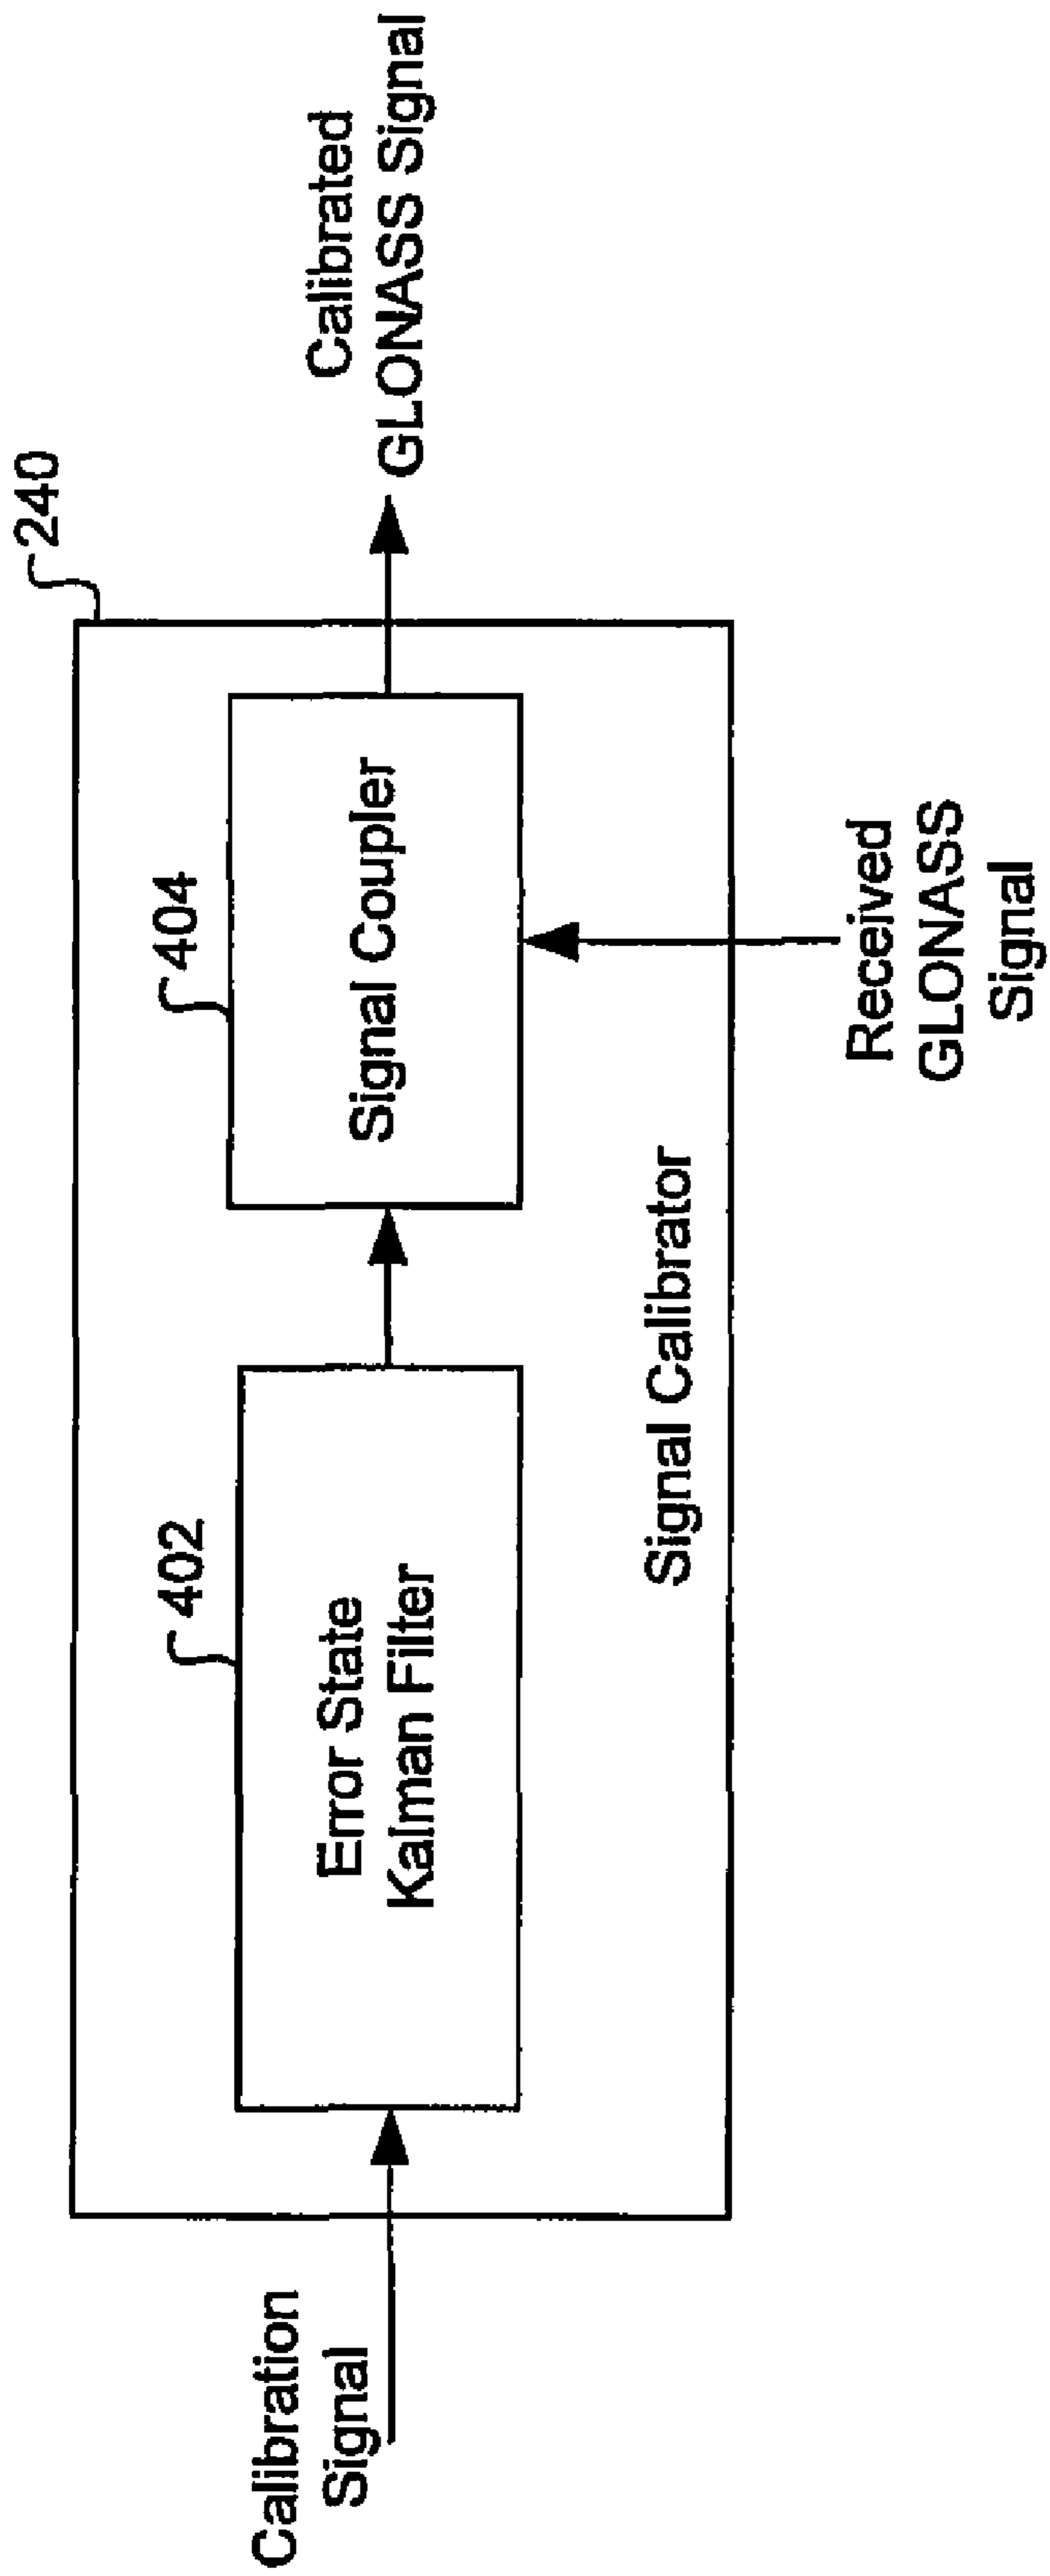 240
Calibration
Signal
402
Error State
Kalman Filter
404
Signal Coupler
Calibrated
GLONASS Signal
Signal Calibrator
Received
GLONASS
Signal